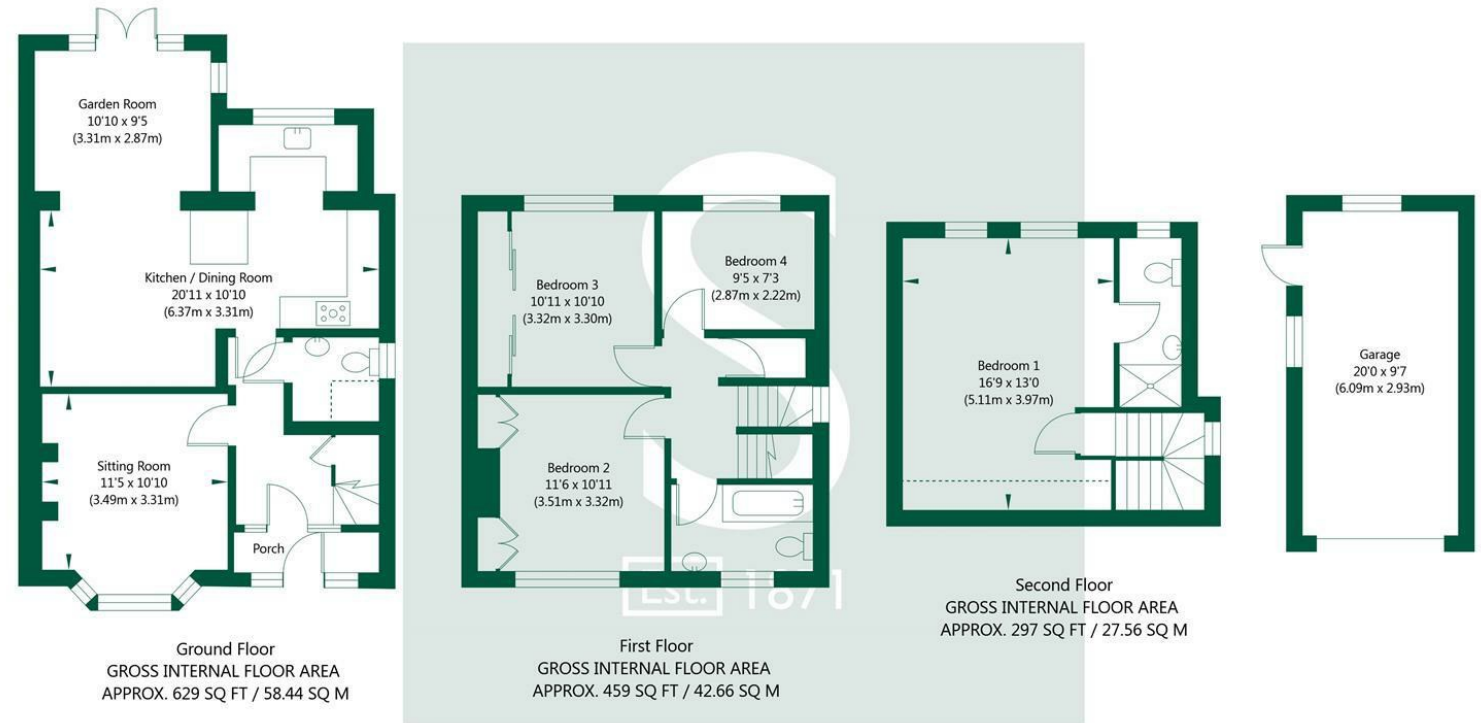 Garden Room
10'10 x 9'5
(3.31m x 2.87m)
Kitchen / Dining Room
20'11 x 10'10
(6.37m x 3.31m)
Sitting Room
11'5 x 10'10
(3.49m x 3.31m)
Porch
Ground Floor
GROSS INTERNAL FLOOR AREA
APPROX. 629 SQ FT / 58.44 SQ M
Bedroom 3
10'11 x 10'10
(3.32m x 3.30m)
Bedroom 4
9'5 x 7'3
(2.87m x 2.22m)
Bedroom 2
11'6 x 10'11
(3.51m x 3.32m)
S
Est. 1871
First Floor
GROSS INTERNAL FLOOR AREA
APPROX. 459 SQ FT / 42.66 SQ M
Bedroom 1
16'9 x 13'0
(5.11m x 3.97m)
Second Floor
GROSS INTERNAL FLOOR AREA
APPROX. 297 SQ FT / 27.56 SQ M
Garage
20'0 x 9'7
(6.09m x 2.93m)